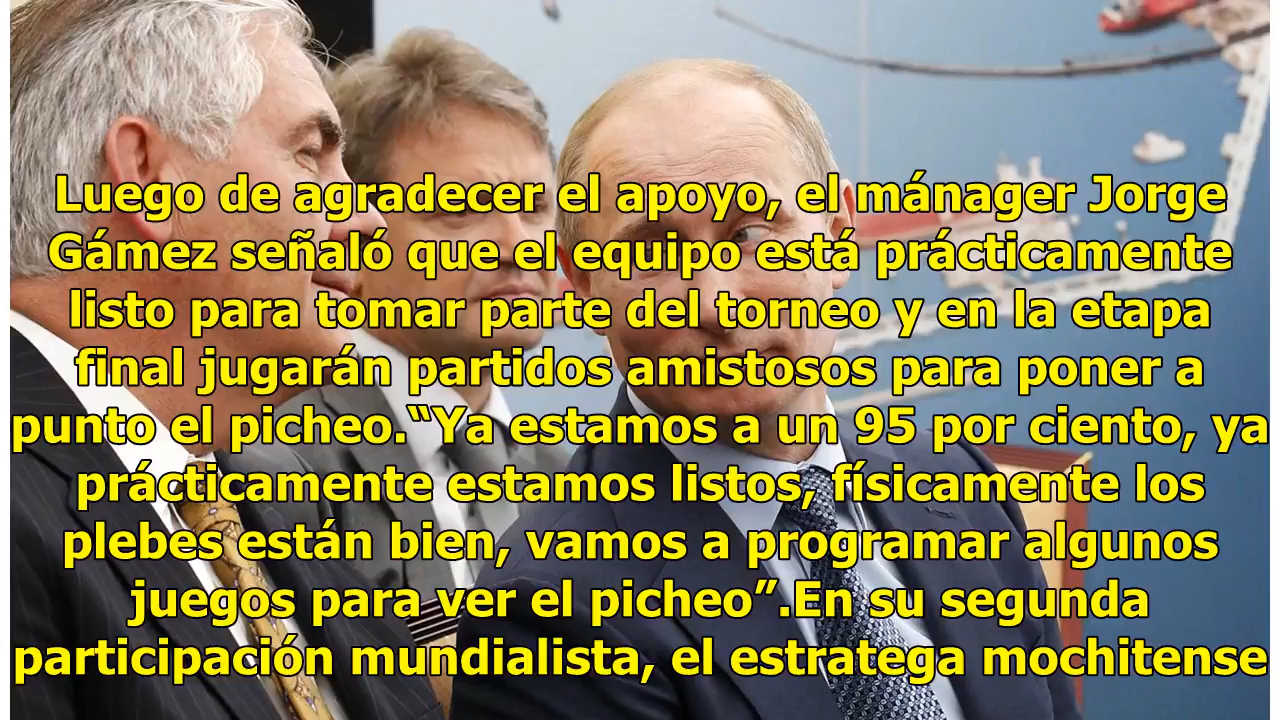 Luego de agradecer el apoyo, el mánager Jorge
Gámez señaló que el equipo está prácticamente
listo para tomar parte del torneo y en la etapa
final jugarán partidos amistosos para poner a
punto el picheo.“Ya estamos a un 95 por ciento, ya
prácticamente estamos listos, físicamente los
plebes están bien, vamos a programar algunos
juegos para ver el picheo”.En su segunda
participación mundialista, el estratega mochitense